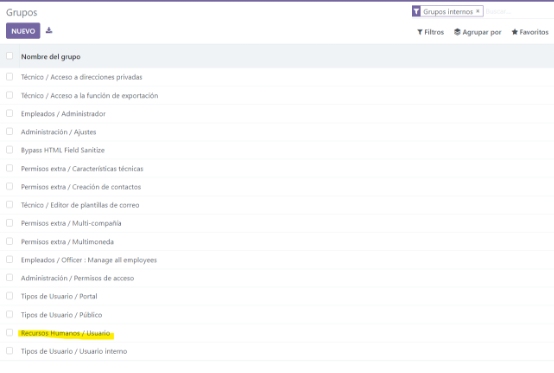 Grupos
Grupos internos ×
NUEVO
Filtros
Agrupar por
Favoritos
Nombre del grupo
Técnico / Acceso a direcciones privadas
Técnico / Acceso a la función de exportación
Empleados / Administrador
Administración / Ajustes
Bypass HTML Field Sanitize
Permisos extra / Características técnicas
Permisos extra / Creación de contactos
Técnico / Editor de plantillas de correo
Permisos extra / Multi-compañía
Permisos extra / Multimoneda
Empleados / Officer : Manage all employees
Administración / Permisos de acceso
Tipos de Usuario / Portal
Tipos de Usuario / Público
Recursos Humanos / Usuario
Tipos de Usuario / Usuario interno